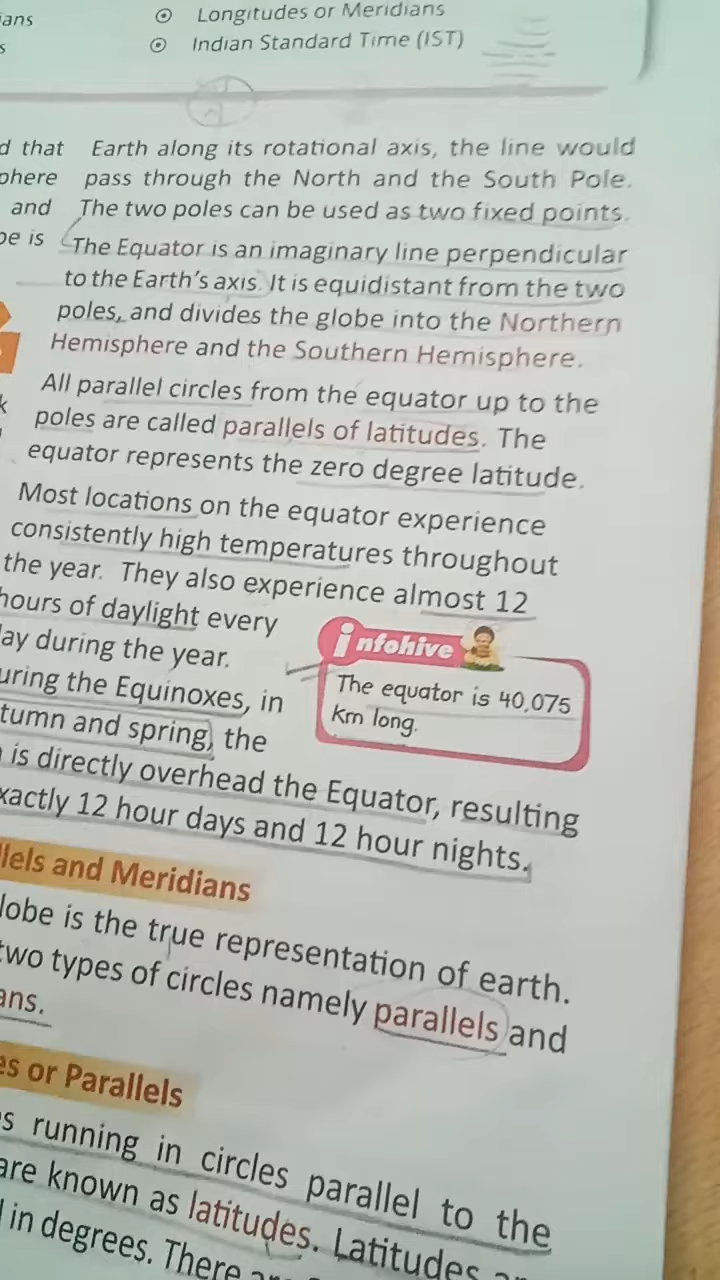 ians
⊙ Longitudes or Meridians
s
⊙ Indian Standard Time (IST)
d that
phere
and
be is
k
Earth along its rotational axis, the line would
pass through the North and the South Pole.
The two poles can be used as two fixed points.
The Equator is an imaginary line perpendicular
to the Earth's axis. It is equidistant from the two
poles, and divides the globe into the Northern
Hemisphere and the Southern Hemisphere.
All parallel circles from the equator up to the
poles are called parallels of latitudes. The
equator represents the zero degree latitude.
Most locations on the equator experience
consistently high temperatures throughout
the year. They also experience almost 12
hours of daylight every
ay during the year.
uring the Equinoxes, in
tumn and spring, the
is directly overhead the Equator, resulting
xactly 12 hour days and 12 hour nights.
infohive
The equator is 40,075
km long.
llels and Meridians
lobe is the true representation of earth.
two types of circles namely parallels and
ans.
es or Parallels
s running in circles parallel to the
are known as latitudes. Latitudes
in degrees. There